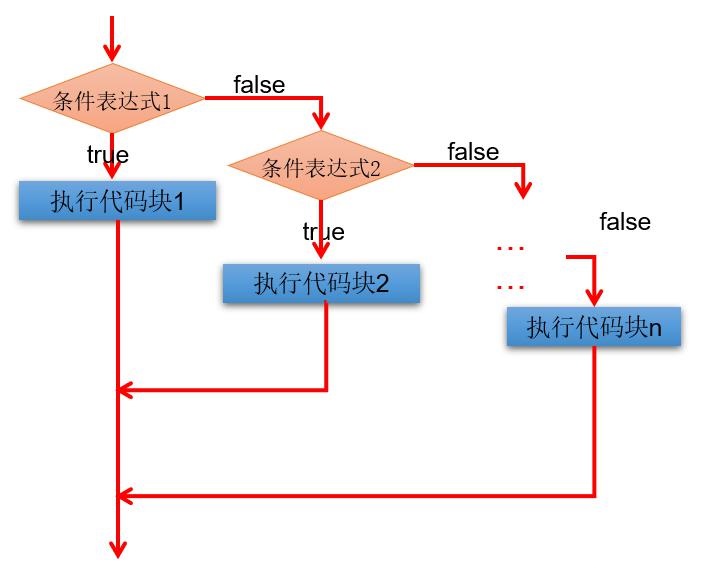 false
条件表达式1
true
执行代码块1
false
条件表达式2
true
执行代码块2
false
... 
...
执行代码块n